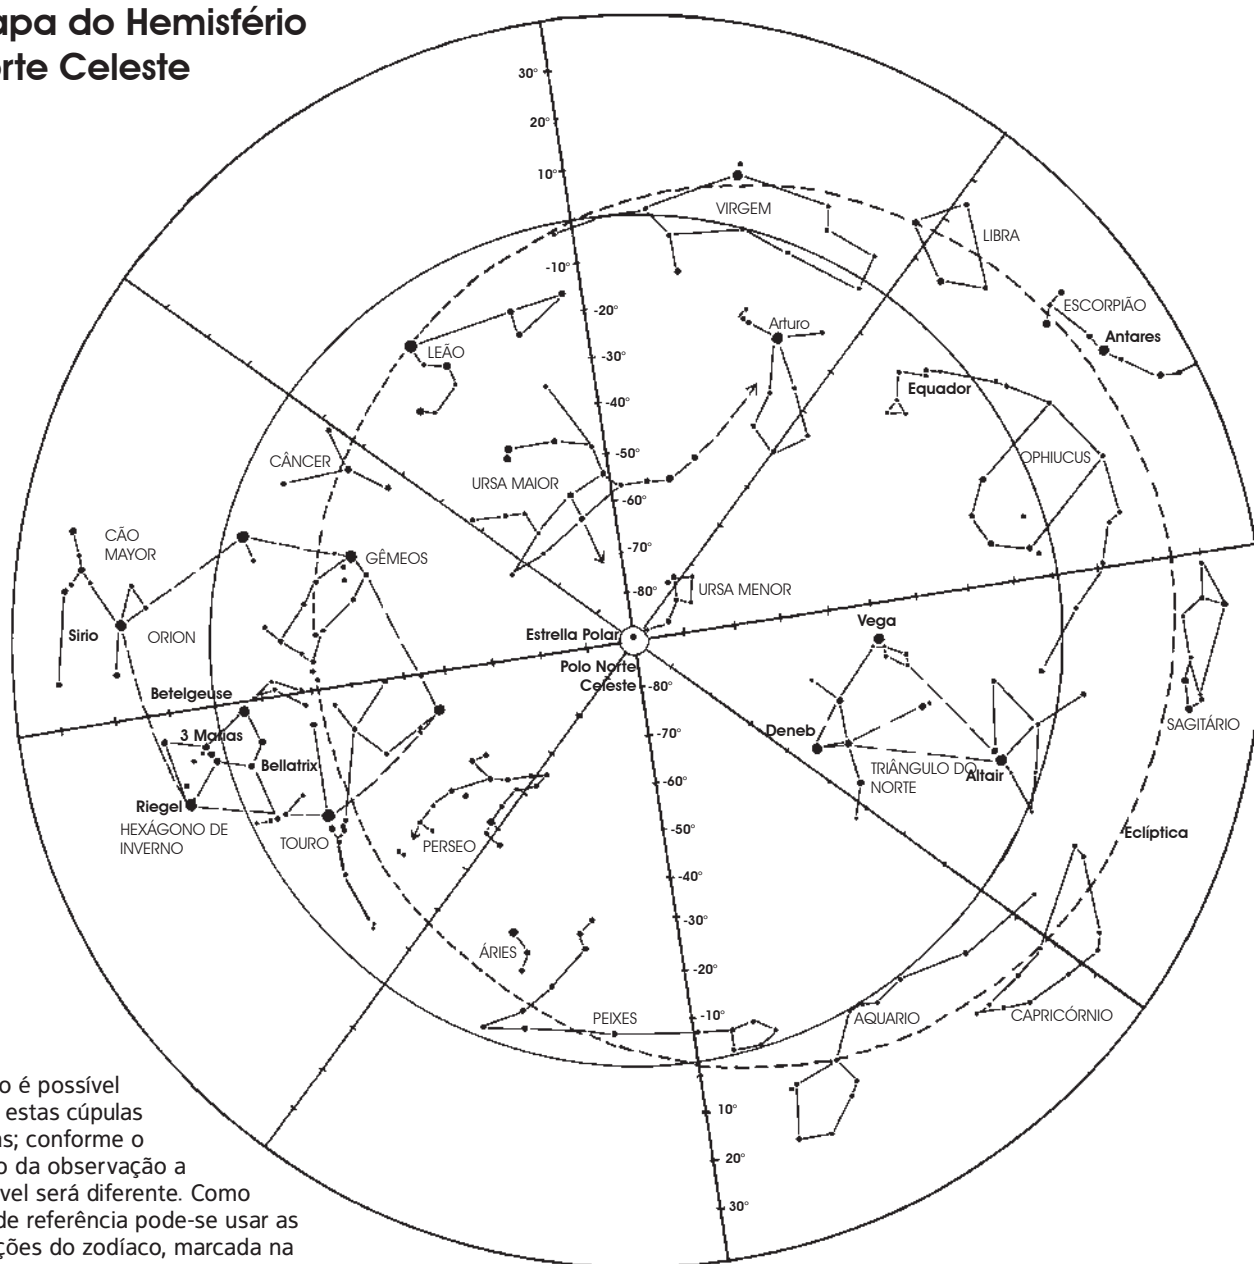 apa do Hemisfério
orte Celeste
30°
20°
10°
-10°
-20°
-30°
-40°
-50°
-60°
-70°
-80°
VIRGEM
LIBRA
ESCORPIÃO
Antares
Arturo
LEÃO
Equador
CÂNCER
URSA MAIOR
OPHIUCUS
CÃO
MAYOR
GÊMEOS
URSA MENOR
Sirio
ORION
Estrella Polar
Vega
Polo Norte
Celeste
-80°
Betelgeuse
3 Marias
Bellatrix
-70°
Deneb
SAGITÁRIO
TRIÂNGULO DO
NORTE
Altair
-60°
Riegel
HEXÁGONO DE
INVERNO
TOURO
PERSEO
-50°
Eclíptica
-40°
-30°
ÁRIES
-20°
PEIXES
-10°
AQUARIO
CAPRICÓRNIO
10°
20°
30°
o é possível
estas cúpulas
as; conforme o
o da observação a
vel será diferente. Como
de referência pode-se usar as
ções do zodíaco, marcada na